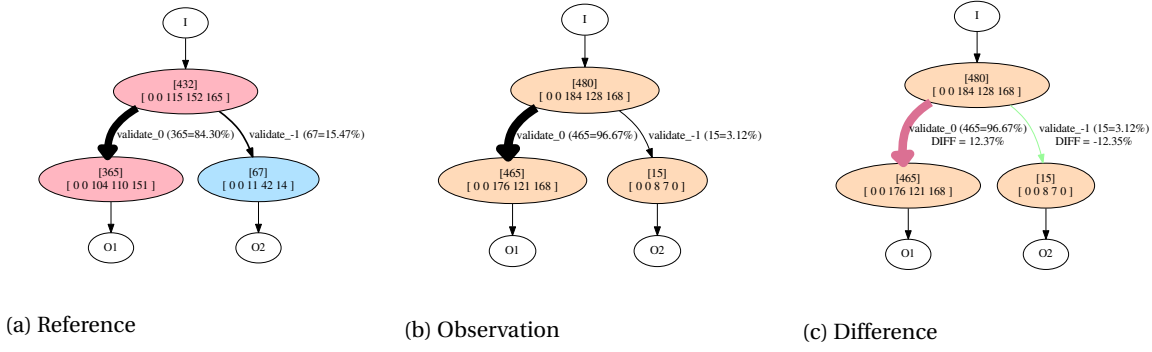 I
[432]
[ 0 0 115 152 165 ]
validate_0 (365=84.30%)
validate_-1 (67=15.47%)
[365]
[ 0 0 104 110 151 ]
[67]
[ 0 0 11 42 14 ]
O1
O2
(a) Reference
I
[480]
[ 0 0 184 128 168 ]
validate_0 (465=96.67%)
validate_-1 (15=3.12%)
[465]
[ 0 0 176 121 168 ]
[15]
[ 0 0 8 7 0 ]
O1
O2
(b) Observation
I
[480]
[ 0 0 184 128 168 ]
validate_0 (465=96.67%)
DIFF = 12.37%
validate_-1 (15=3.12%)
DIFF = -12.35%
[465]
[ 0 0 176 121 168 ]
[15]
[ 0 0 8 7 0 ]
O1
O2
(c) Difference